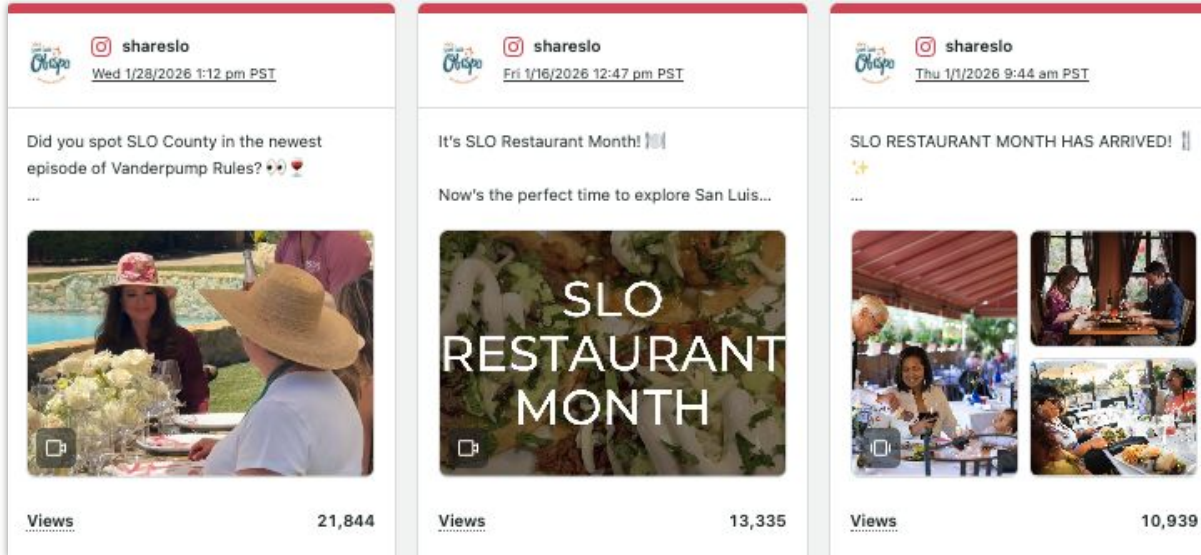 Obispo
shareslo
Wed 1/28/2026 1:12 pm PST
Did you spot SLO County in the newest
episode of Vanderpump Rules? 👀🍷
...
Views 21,844
Obispo
shareslo
Fri 1/16/2026 12:47 pm PST
It's SLO Restaurant Month! 🍽️
Now's the perfect time to explore San Luis...
SLO
RESTAURANT
MONTH
Views 13,335
Obispo
shareslo
Thu 1/1/2026 9:44 am PST
SLO RESTAURANT MONTH HAS ARRIVED! 🍴
✨
...
Views 10,939